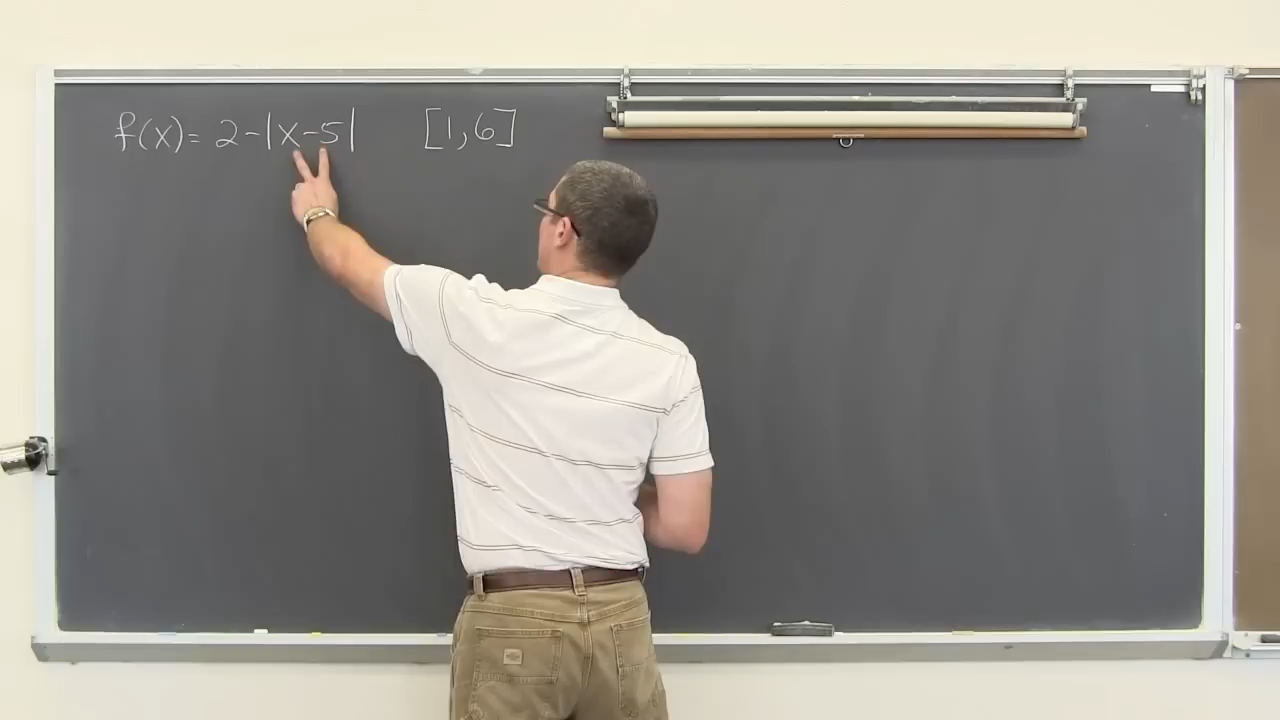 f(x) = 2 - |x - 5| [1, 6]